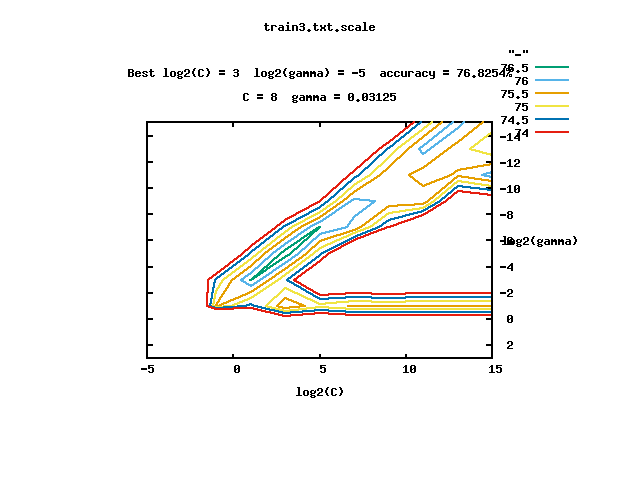 train3.txt.scale
"-"
Best log2(C) = 3  log2(gamma) = -5  accuracy = 76.8254%
76.5
76
C = 8  gamma = 0.03125
75.5
75
74.5
74
-14
-12
-10
-8
-6
log2(gamma)
-4
-2
0
2
-5 0 5 10 15
log2(C)